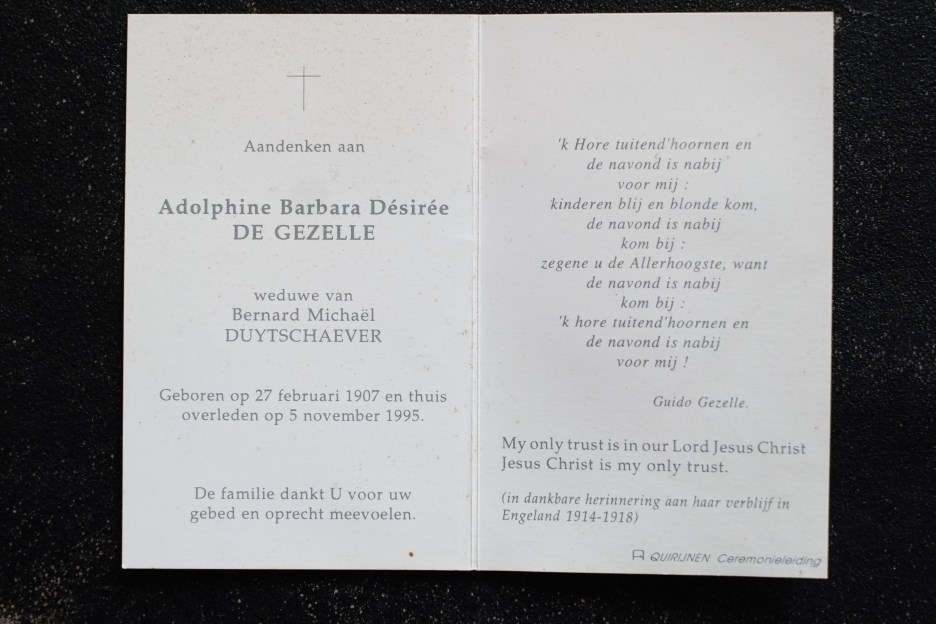 Aandenken aan
Adolphine Barbara Désirée
DE GEZELLE
weduwe van
Bernard Michaël
DUYTSCHAEVER
Geboren op 27 februari 1907 en thuis
overleden op 5 november 1995.
De familie dankt U voor uw
gebed en oprecht meevoelen.
'k Hore tuitend'hoornen en
de navond is nabij
voor mij :
kinderen blij en blonde kom,
de navond is nabij
kom bij :
zegene u de Allerhoogste, want
de navond is nabij
kom bij :
'k hore tuitend'hoornen en
de navond is nabij
voor mij !
Guido Gezelle.
My only trust is in our Lord Jesus Christ
Jesus Christ is my only trust.
(in dankbare herinnering aan haar verblijf in
Engeland 1914-1918)
QUIRIJNEN Ceremonieleiding